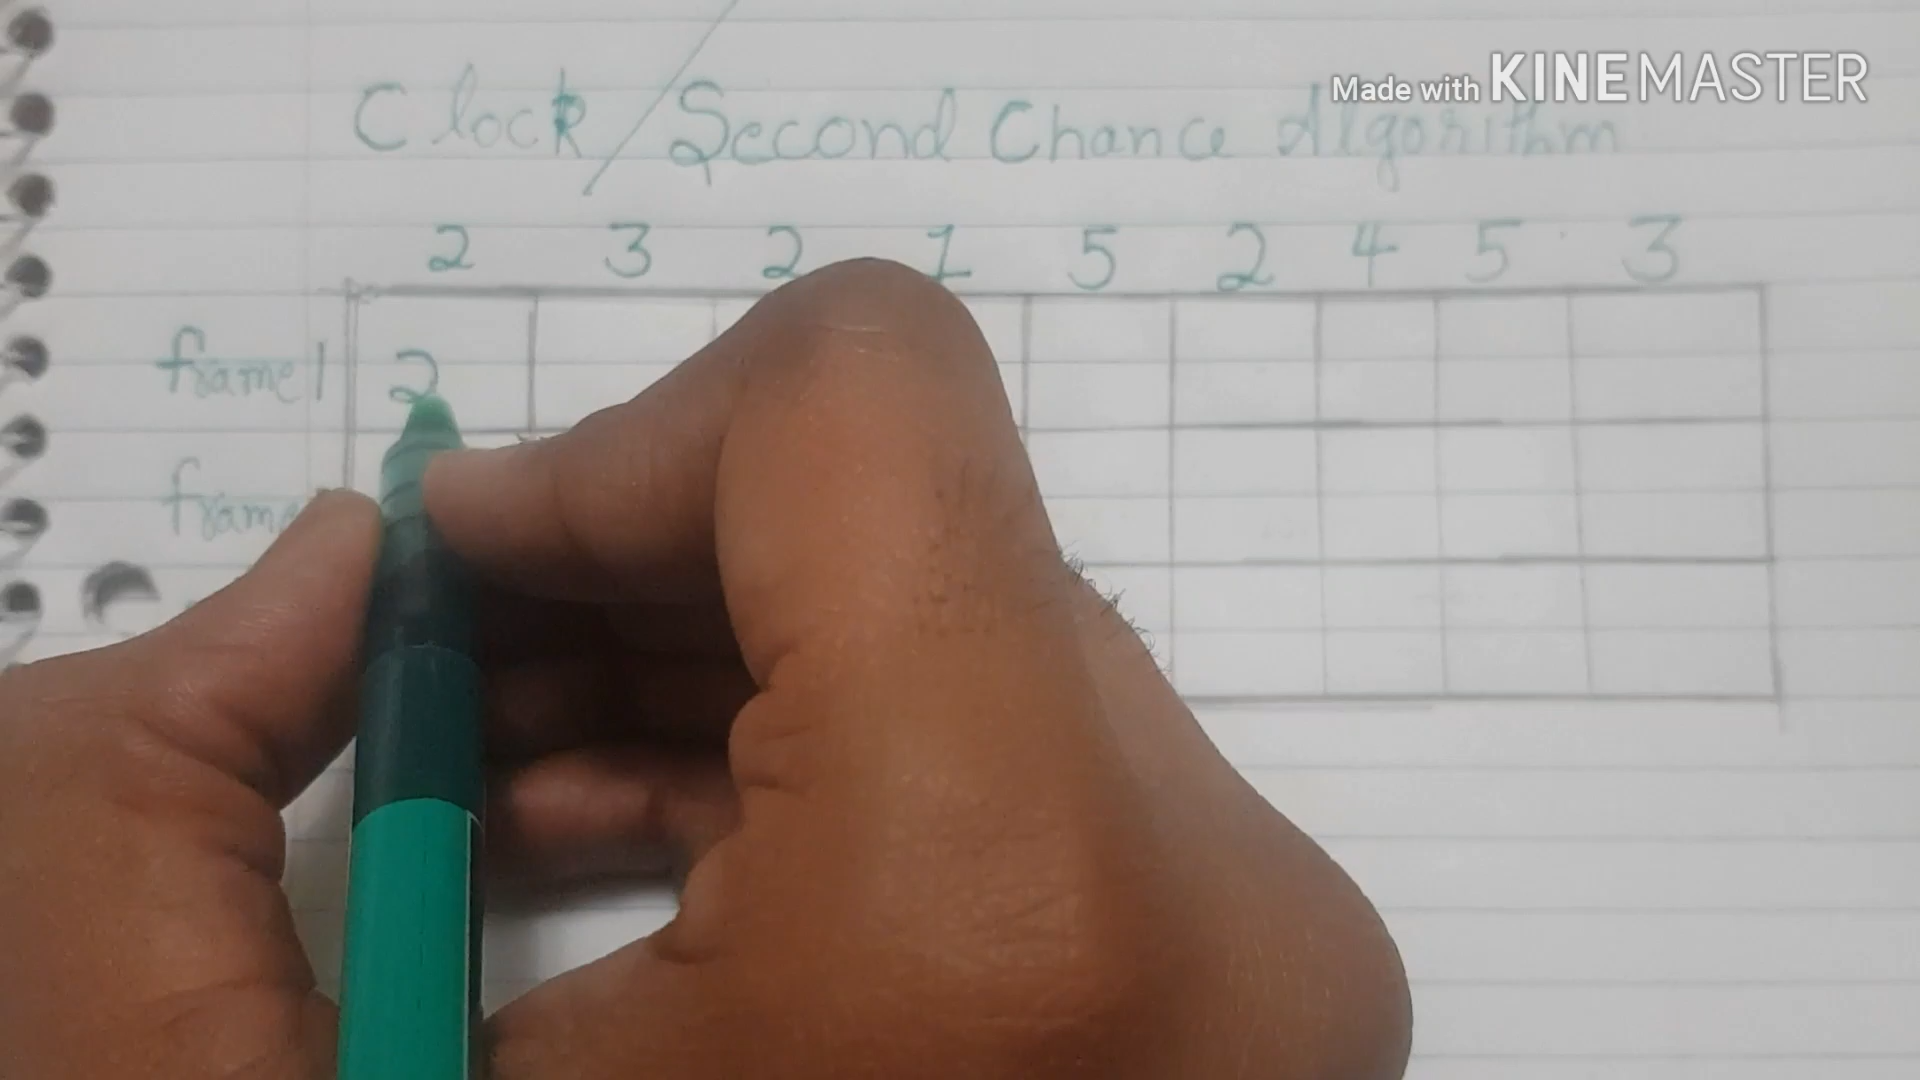 Made with KINEMASTER
Clock/Second Chance Algorithm
2 3 2 1 5 2 4 5 3
frame 1 2
frame